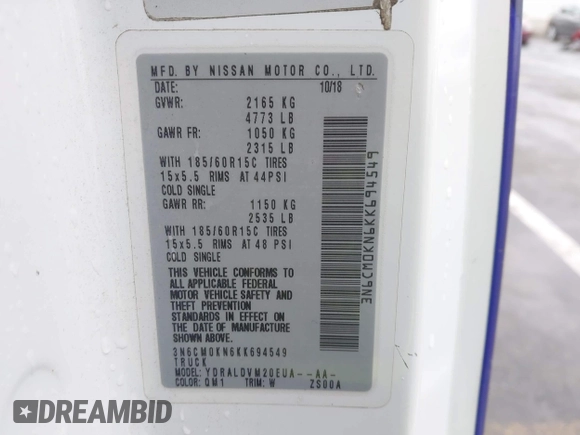 MFD. BY NISSAN MOTOR CO., LTD.
DATE: 10/18
GVWR: 2165 KG
4773 LB
GAWR FR: 1050 KG
2315 LB
WITH 185/60R15C TIRES
15x5.5 RIMS AT 44PSI
COLD SINGLE
GAWR RR: 1150 KG
2535 LB
WITH 185/60R15C TIRES
15x5.5 RIMS AT 48 PSI
COLD SINGLE
THIS VEHICLE CONFORMS TO
ALL APPLICABLE FEDERAL
MOTOR VEHICLE SAFETY AND
THEFT PREVENTION
STANDARDS IN EFFECT ON
THE DATE OF MANUFACTURE
SHOWN ABOVE.
3N6CM0KN6KK694549
TRUCK
MODEL: YDRALDVM20EUA--AA-
COLOR: QM1 TRIM: W ZS00A
3N6CM0KN6KK694549
DREAMBID
DREAMBID.COM